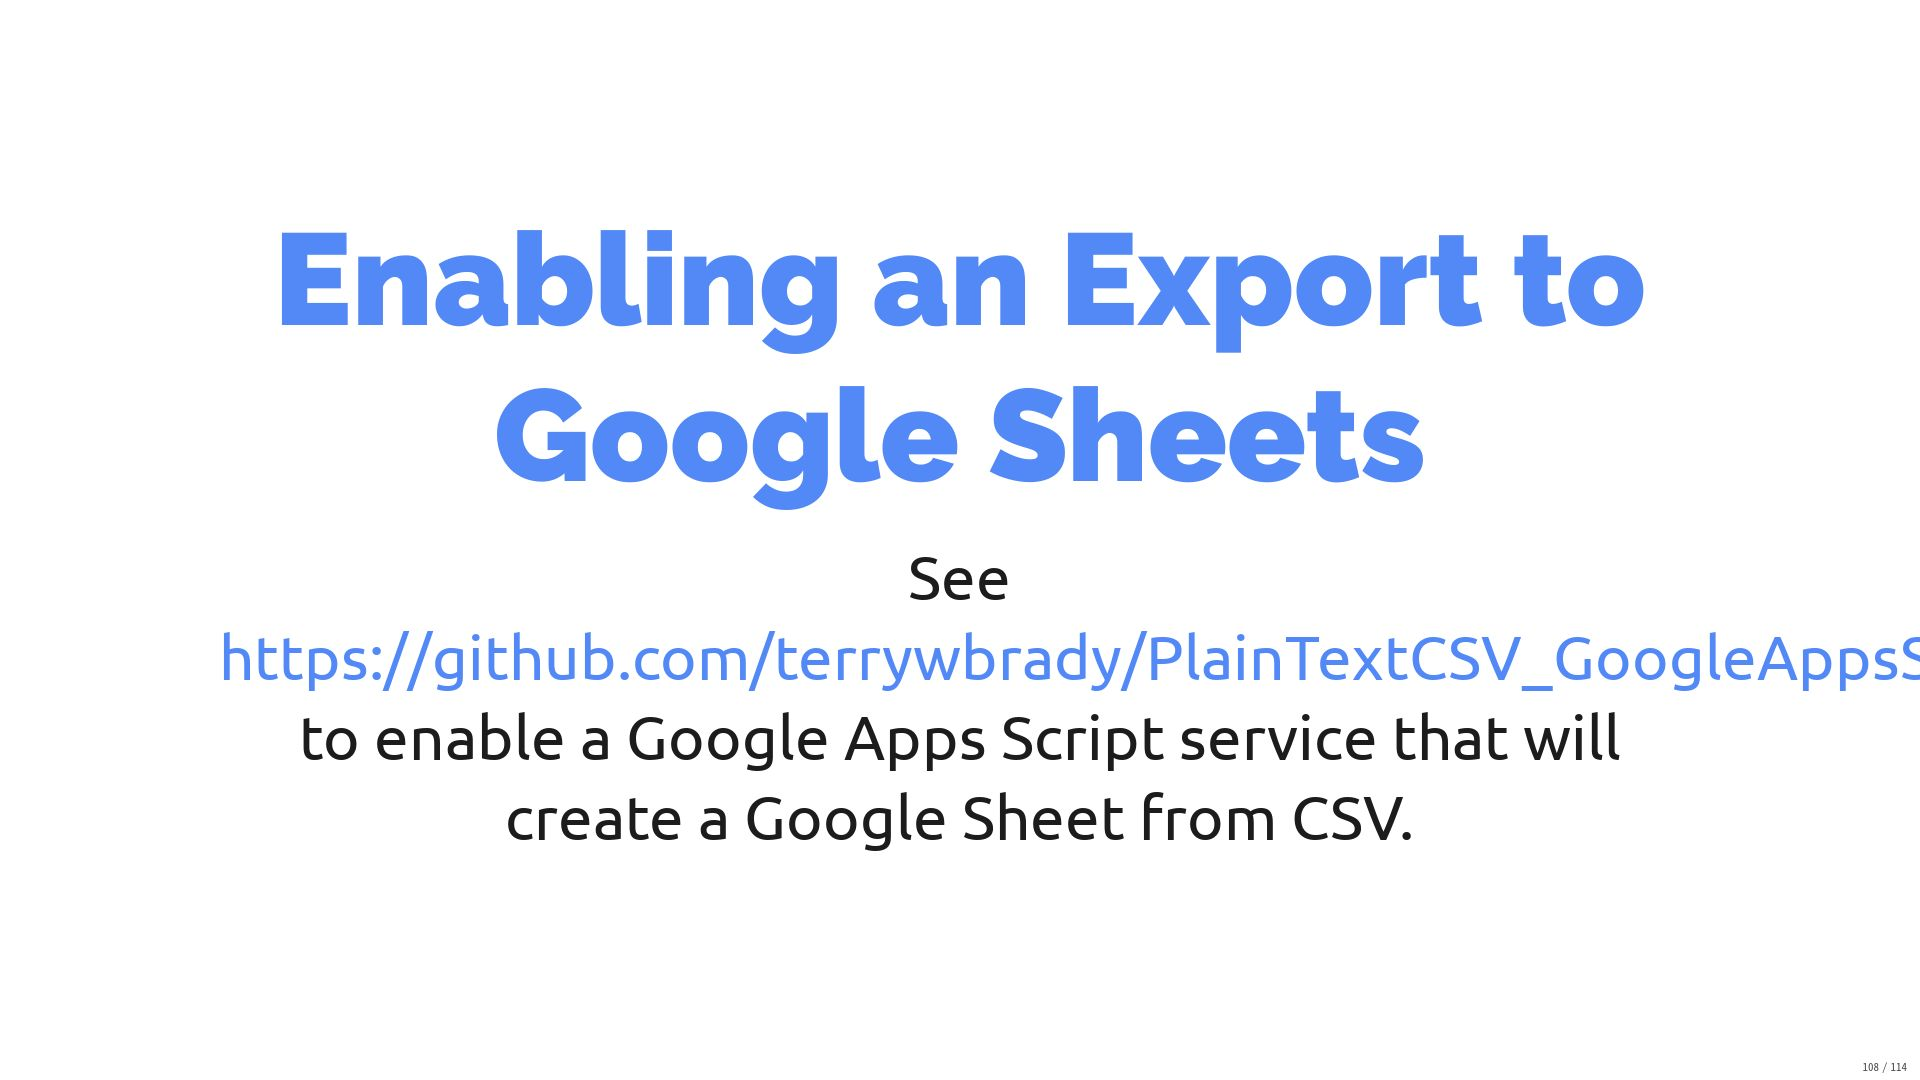 Enabling an Export to
Google Sheets
See
https://github.com/terrywbrady/PlainTextCSV_GoogleAppsS
to enable a Google Apps Script service that will
create a Google Sheet from CSV.
108 / 114